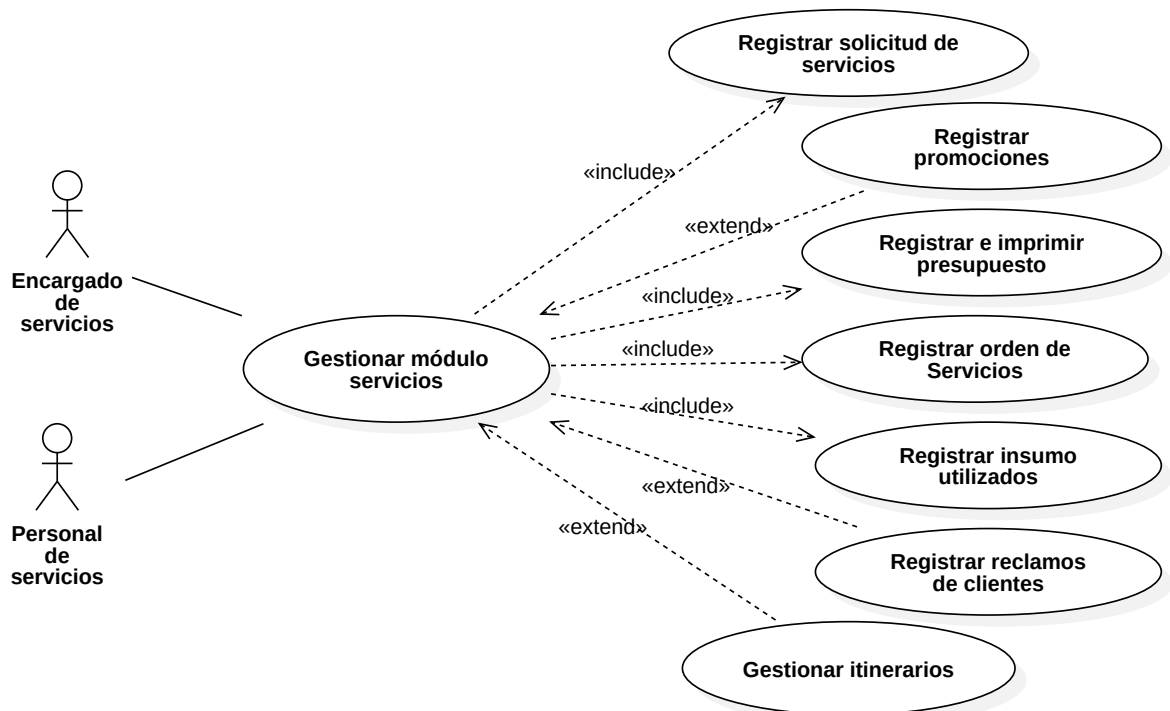 Registrar solicitud de
servicios
Registrar
promociones
«include»
«extend»
Registrar e imprimir
presupuesto
Encargado
de
servicios
«include»
«include»
Registrar orden de
Servicios
Gestionar módulo
servicios
«include»
Registrar insumo
utilizados
«extend»
«extend»
Personal
de
servicios
Registrar reclamos
de clientes
Gestionar itinerarios